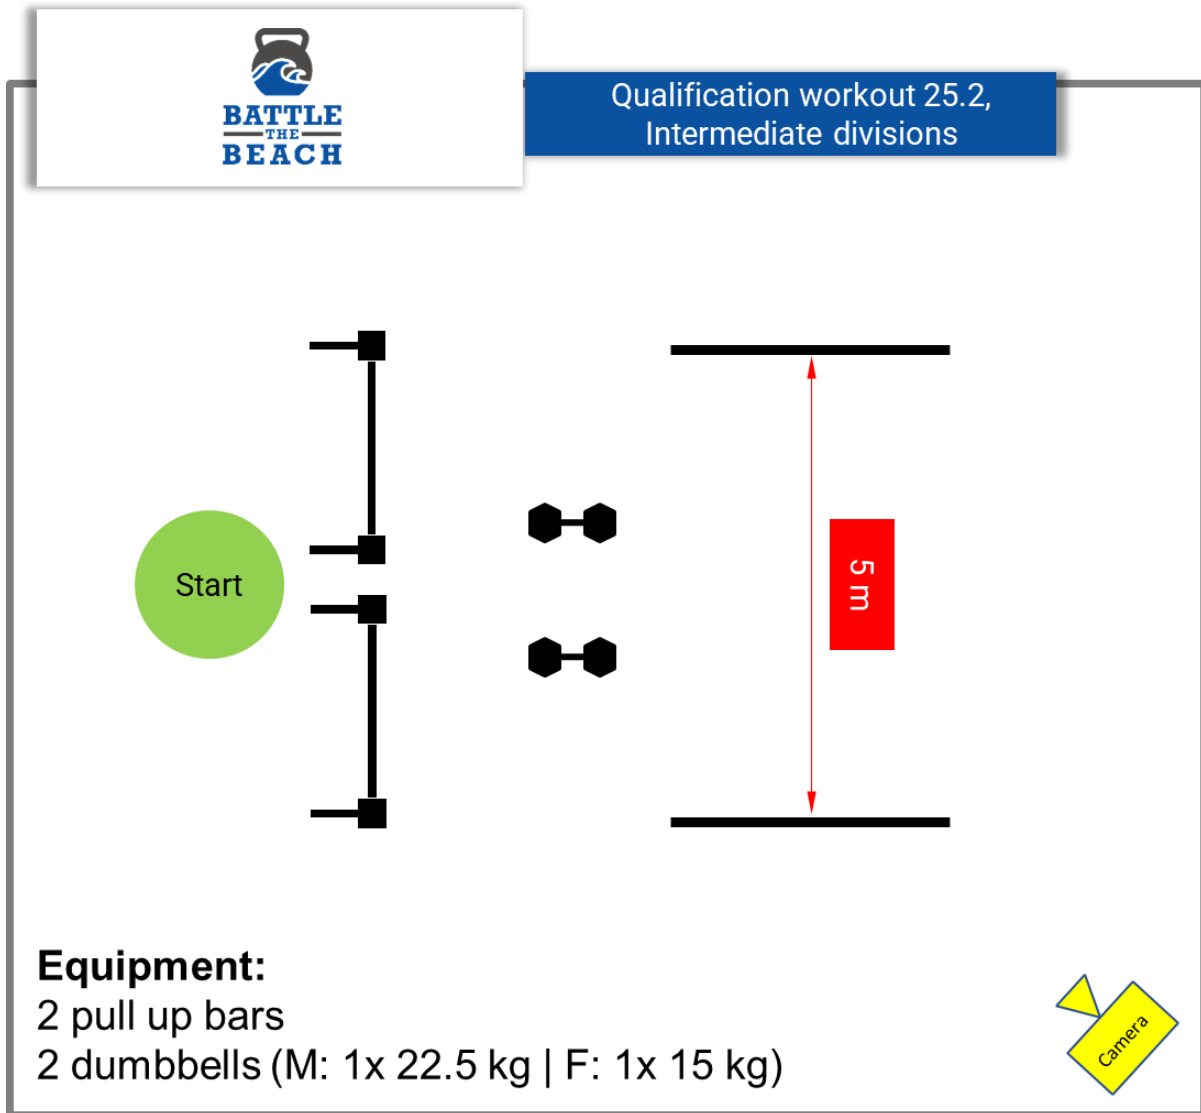 BATTLE
THE
BEACH
Qualification workout 25.2,
Intermediate divisions
Start
5 m
Equipment:
2 pull up bars
2 dumbbells (M: 1x 22.5 kg | F: 1x 15 kg)
Camera